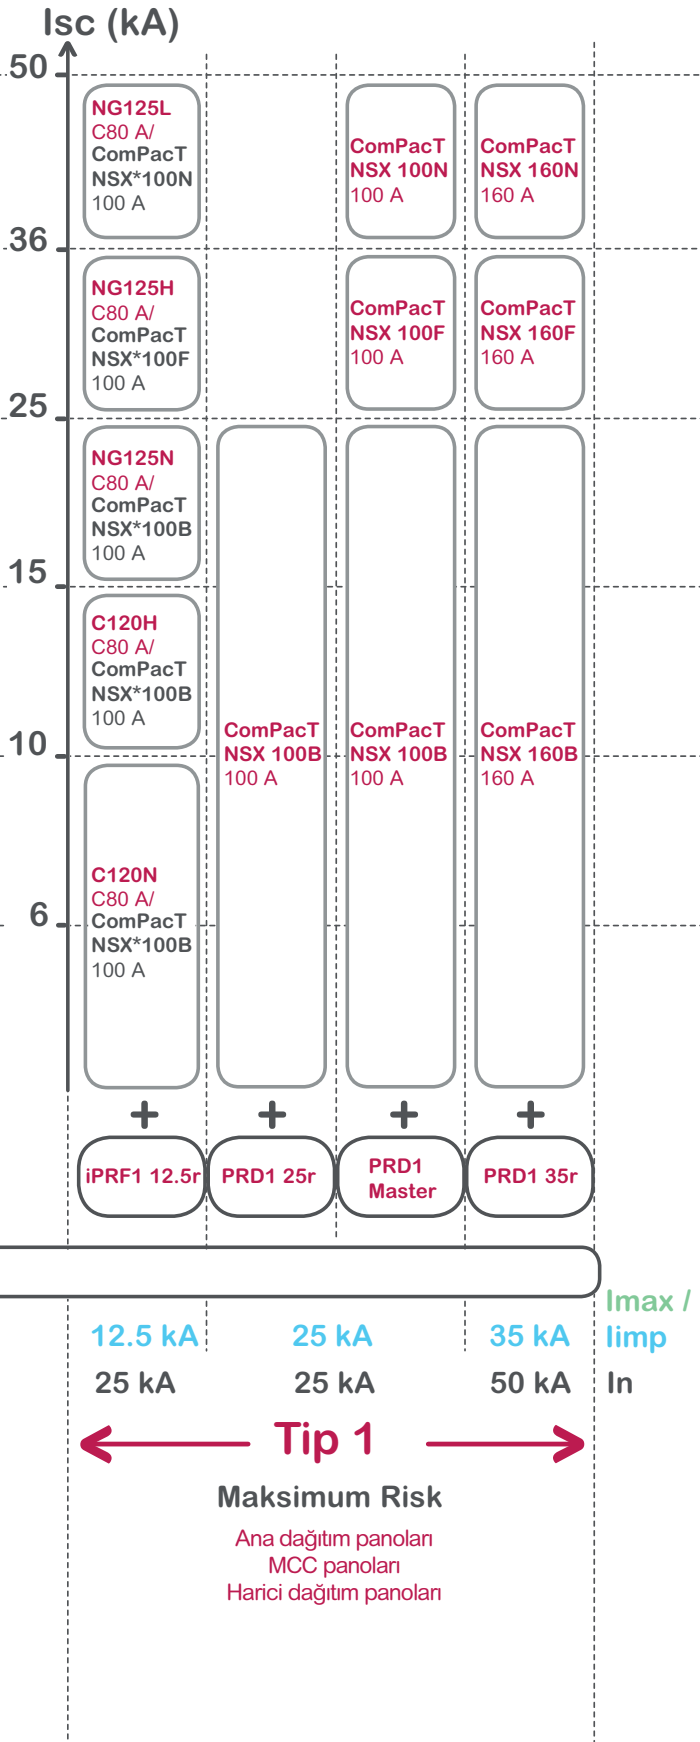 Isc (kA)
50
NG125L
C80 A/
ComPacT
NSX*100N
100 A
ComPacT
NSX 100N
100 A
ComPacT
NSX 160N
160 A
36
NG125H
C80 A/
ComPacT
NSX*100F
100 A
ComPacT
NSX 100F
100 A
ComPacT
NSX 160F
160 A
25
NG125N
C80 A/
ComPacT
NSX*100B
100 A
15
C120H
C80 A/
ComPacT
NSX*100B
100 A
10
ComPacT
NSX 100B
100 A
ComPacT
NSX 100B
100 A
ComPacT
NSX 160B
160 A
C120N
C80 A/
ComPacT
NSX*100B
100 A
6
+ + + +
iPRF1 12.5r
PRD1 25r
PRD1
Master
PRD1 35r
Imax /
12.5 kA 25 kA 35 kA Iimp
25 kA 25 kA 50 kA In
Tip 1
Maksimum Risk
Ana dağıtım panoları
MCC panoları
Harici dağıtım panoları